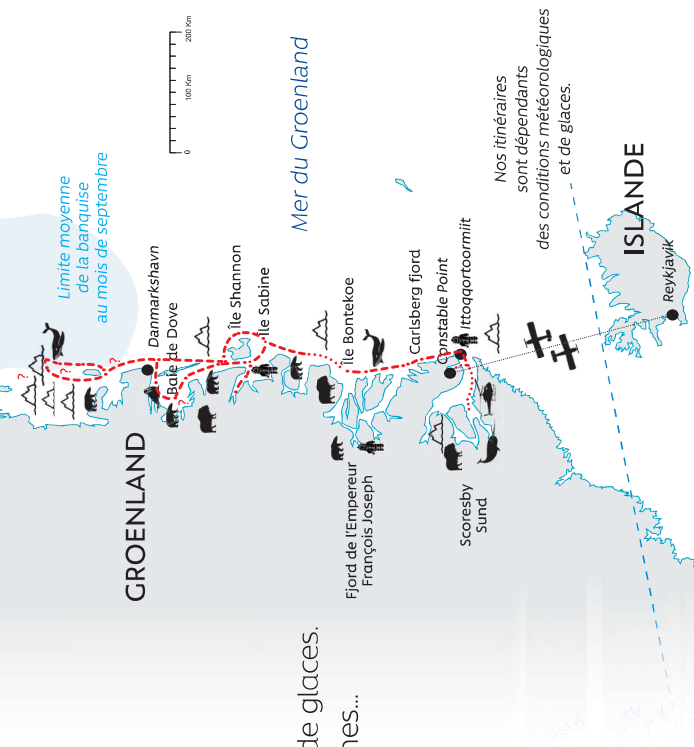 Limite moyenne
de la banquise
au mois de septembre
0
100 Km
200 Km
Mer du Groenland
Nos itinéraires
sont dépendants
des conditions météorologiques
et de glaces.
GROENLAND
?
?
?
?
Danmarkshavn
Baie de Dove
Île Shannon
Île Sabine
Île Bontekoe
Carlsberg fjord
Constable Point
Ittoqqortoormiit
Fjord de l'Empereur
François Joseph
Scoresby
Sund
ISLANDE
Reykjavik
de glaces.
nes...